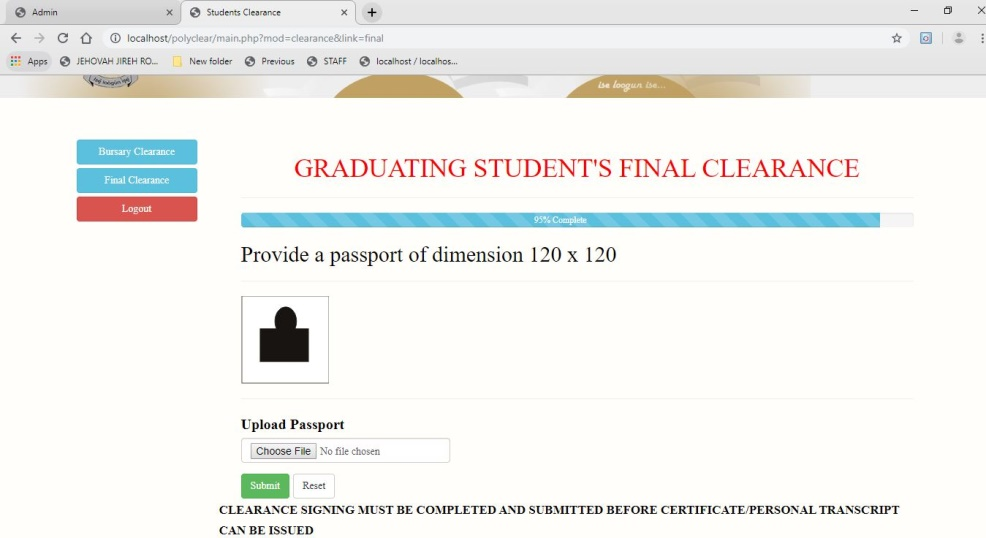 Admin
Students Clearance
localhost/polyclear/main.php?mod=clearance&link=final
Apps
JEHOVAH JIREH RO...
New folder
Previous
STAFF
localhost / localhos...
ise loogun ise...
Bursary Clearance
Final Clearance
Logout
GRADUATING STUDENT'S FINAL CLEARANCE
95% Complete
Provide a passport of dimension 120 x 120
Upload Passport
Choose File No file chosen
Submit
Reset
CLEARANCE SIGNING MUST BE COMPLETED AND SUBMITTED BEFORE CERTIFICATE/PERSONAL TRANSCRIPT
CAN BE ISSUED